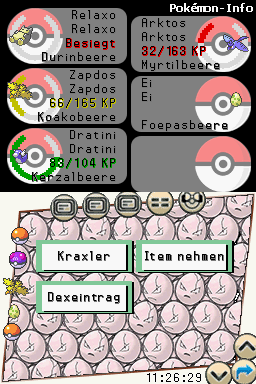 Pokémon-Info
Relaxo
Relaxo
Besiegt
Durinbeere
Arktos
Arktos
32/163 KP
Myrtilbeere
Zapdos
Zapdos
66/165 KP
Koakobeere
Ei
Ei
Foepasbeere
Dratini
Dratini
83/104 KP
Kerzalbeere
Kraxler
Item nehmen
Dexeintrag
11:26:29